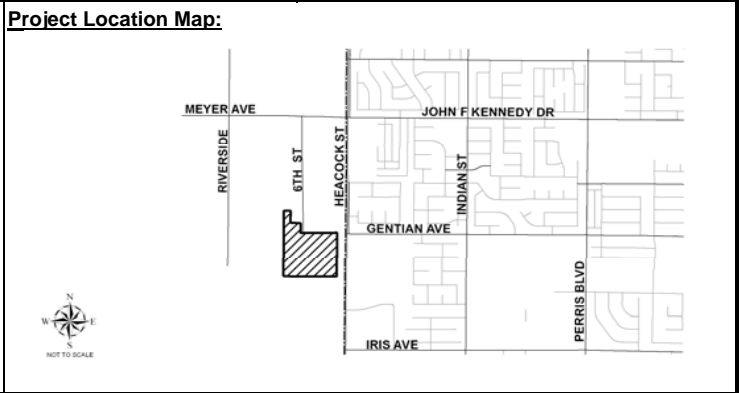 Project Location Map:
MEYER AVE
JOHN F KENNEDY DR
RIVERSIDE
6TH ST
HEACOCK ST
INDIAN ST
GENTIAN AVE
PERRIS BLVD
IRIS AVE
N
W E
S
NOT TO SCALE